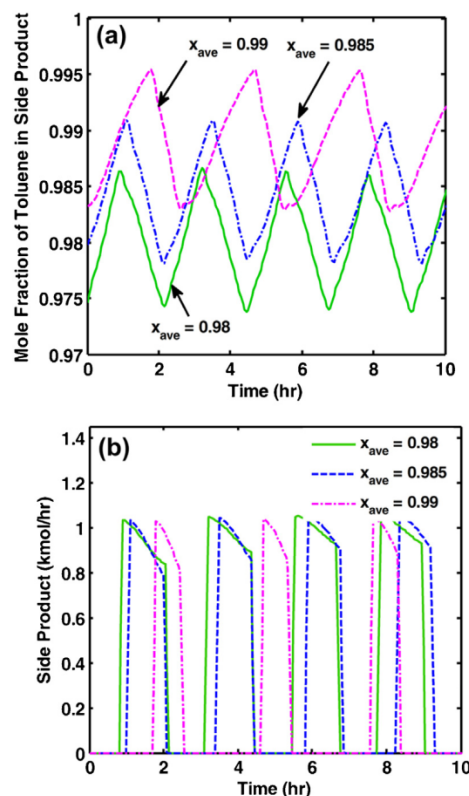 (a)
x_ave = 0.99
x_ave = 0.985
x_ave = 0.98
Mole Fraction of Toluene in Side Product
1
0.995
0.99
0.985
0.98
0.975
0.97
0 2 4 6 8 10
Time (hr)
(b)
x_ave = 0.98
x_ave = 0.985
x_ave = 0.99
Side Product (kmol/hr)
1.4
1.2
1
0.8
0.6
0.4
0.2
0
0 2 4 6 8 10
Time (hr)